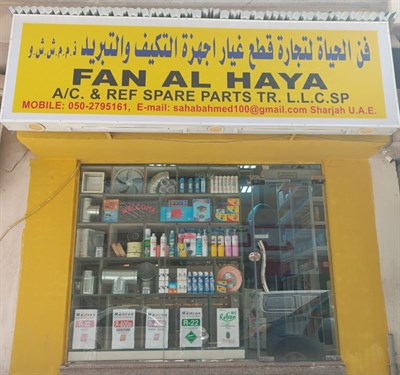 فن الحياة لتجارة قطع غيار اجهزة التكيف والتبريد ذ.م.م.ش.ش.و
FAN AL HAYA
A/C. & REF SPARE PARTS TR. L.L.C.SP
MOBILE: 050-2795161, E-mail: sahabahmed100@gmail.com Sharjah U.A.E.
R-22